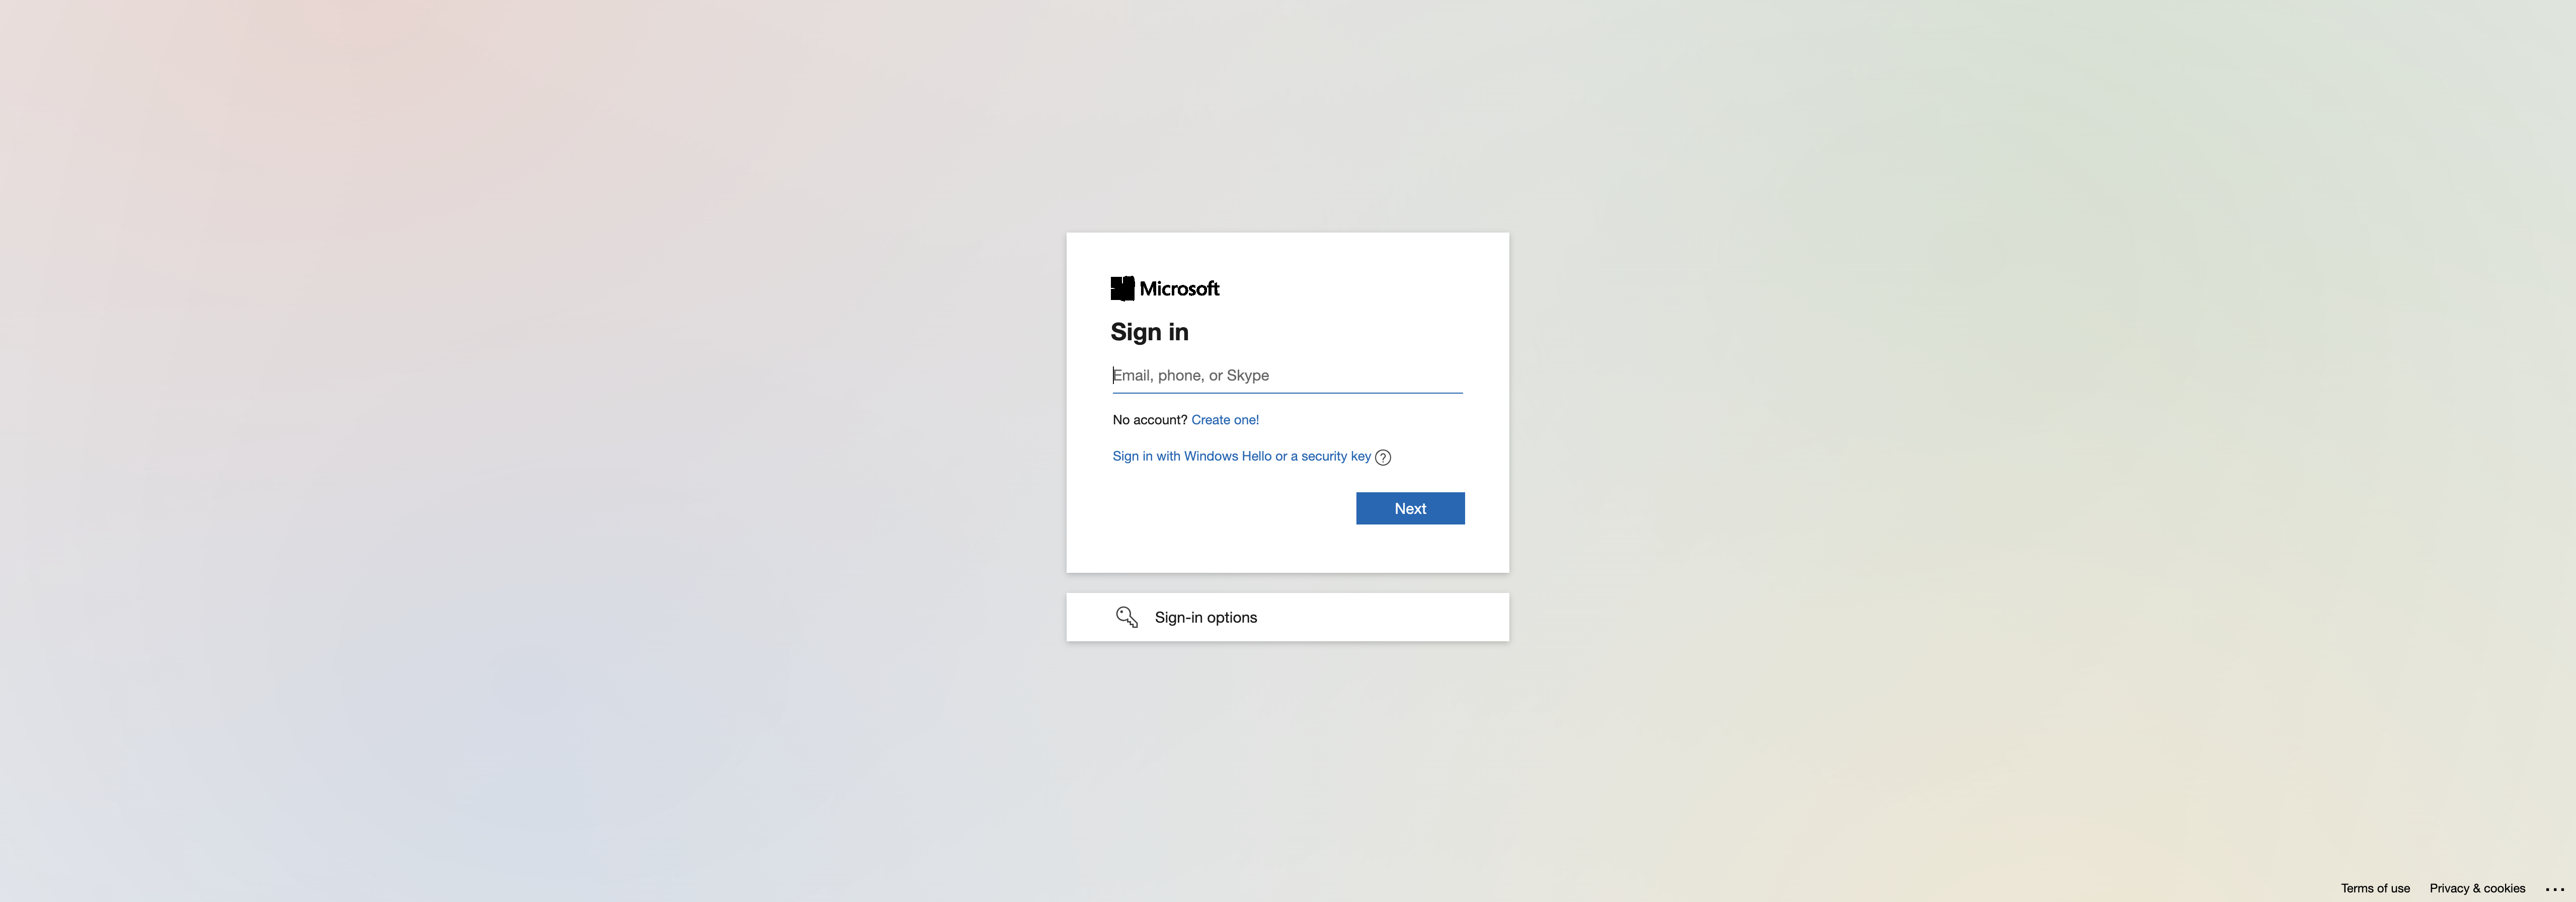 Microsoft
Sign in
Email, phone, or Skype
No account? Create one!
Sign in with Windows Hello or a security key ?
Next
Sign-in options
Terms of use Privacy & cookies ...